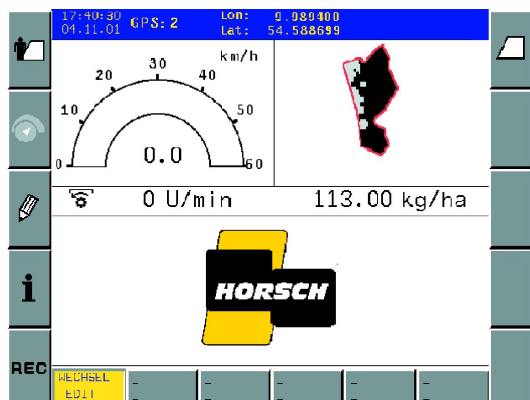 17:40:30 GPS: 2 Lon: 9.989400
04.11.01 Lat: 54.588699
km/h
0 10 20 30 40 50 60
0.0
0 U/min 113.00 kg/ha
HORSCH
i
REC
WECHSEL
EDIT